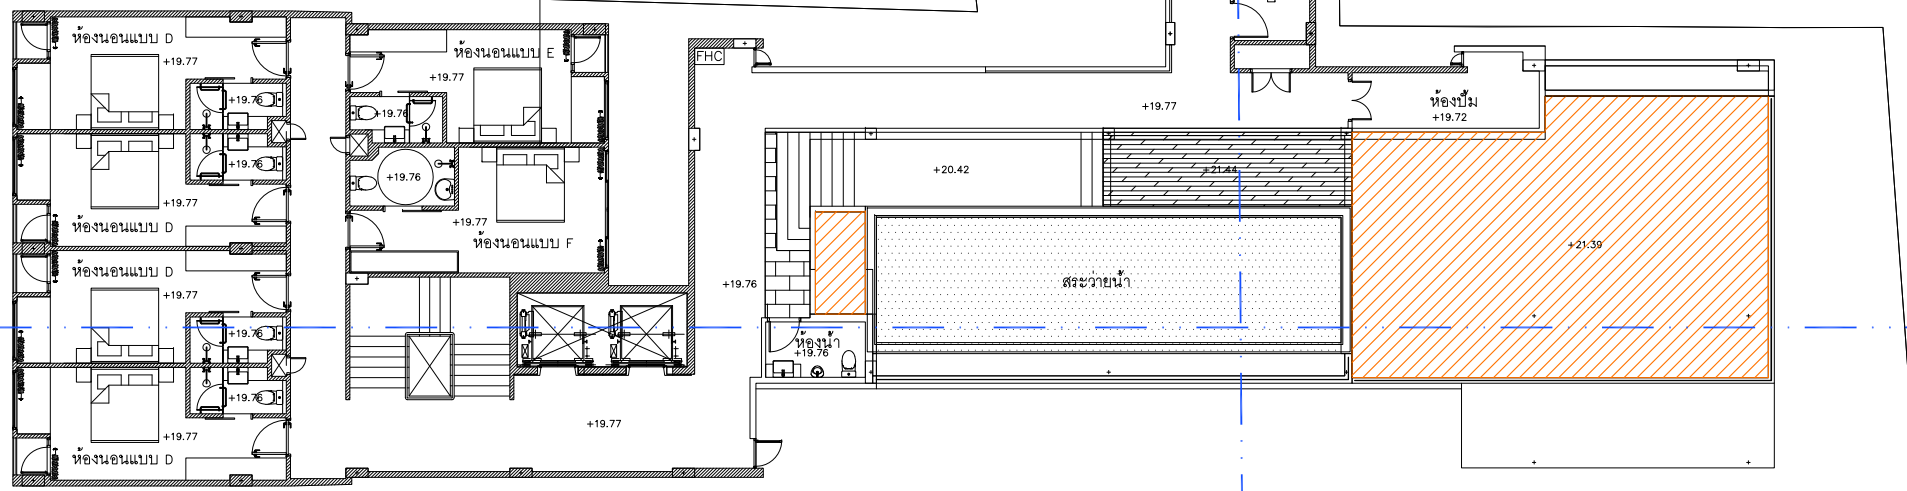 ห้องนอนแบบ D
+19.77
+19.76
+19.76
+19.77
ห้องนอนแบบ D
ห้องนอนแบบ D
+19.77
+19.76
+19.76
+19.77
ห้องนอนแบบ D
ห้องนอนแบบ E
+19.77
+19.76
+19.76
+19.77
ห้องนอนแบบ F
FHC
+19.77
ห้องปั๊ม
+19.72
+20.42
+21.44
+21.39
+19.76
สระว่ายน้ำ
ห้องน้ำ
+19.76
+19.77